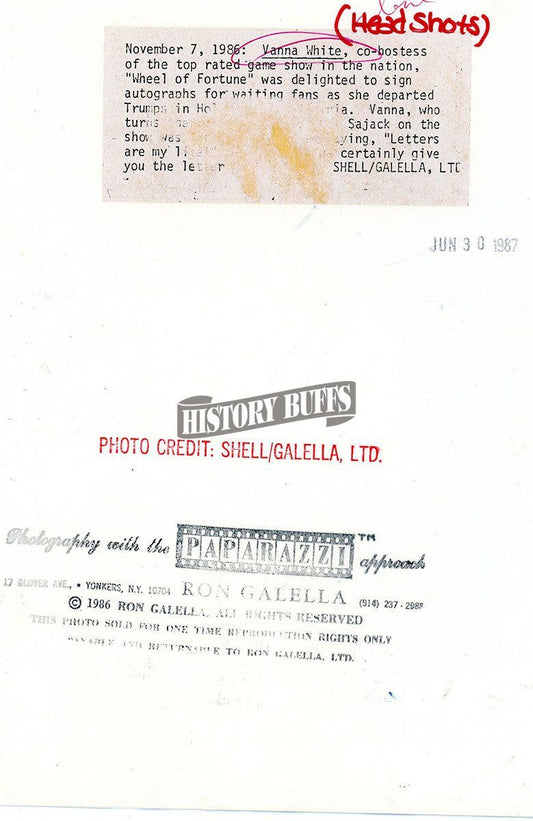 (Head Shots)
November 7, 1986: Vanna White, co-hostess
of the top rated game show in the nation,
"Wheel of Fortune" was delighted to sign
autographs for waiting fans as she departed
Trumps in
Vanna, who
turns Sajack on the
show was "Letters
are my certainly give
you the letter SHELL/GALELLA, LTD
JUN 30 1987
HISTORY BUFFS
PHOTO CREDIT: SHELL/GALELLA, LTD.
Photography with the PAPARAZZI™ approach
17 GLOVER AVE., • YONKERS, N.Y. 10704 RON GALELLA (914) 237-2988
© 1986 RON GALELLA, ALL RIGHTS RESERVED
THIS PHOTO SOLD FOR ONE TIME REPRODUCTION RIGHTS ONLY
AND RETURNABLE TO RON GALELLA, LTD.